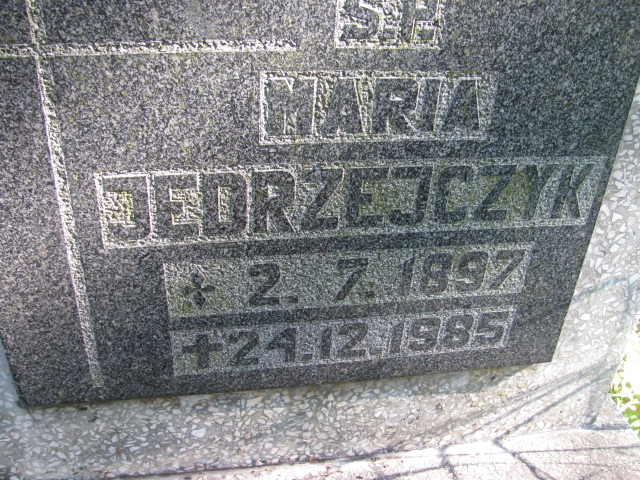 Ś.P.
MARIA
JEDRZEJCZYK
✢ 2. 7. 1897
+24.12.1985